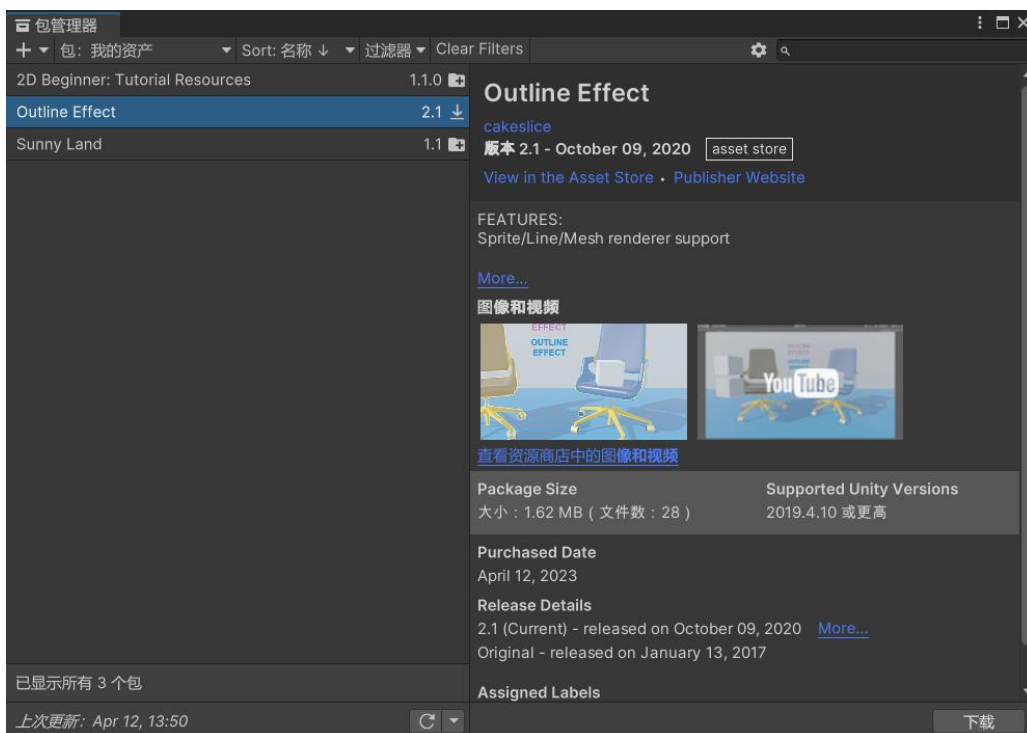 包管理器
包: 我的资产 Sort: 名称 ↓ 过滤器 Clear Filters
2D Beginner: Tutorial Resources 1.1.0
Outline Effect 2.1
Sunny Land 1.1
已显示所有 3 个包
上次更新: Apr 12, 13:50
Outline Effect
cakeslice
版本 2.1 - October 09, 2020 asset store
View in the Asset Store • Publisher Website
FEATURES:
Sprite/Line/Mesh renderer support
More...
图像和视频
EFFECT
OUTLINE
EFFECT
YouTube
查看资源商店中的图像和视频
Package Size Supported Unity Versions
大小：1.62 MB（文件数：28） 2019.4.10 或更高
Purchased Date
April 12, 2023
Release Details
2.1 (Current) - released on October 09, 2020 More...
Original - released on January 13, 2017
Assigned Labels
下载